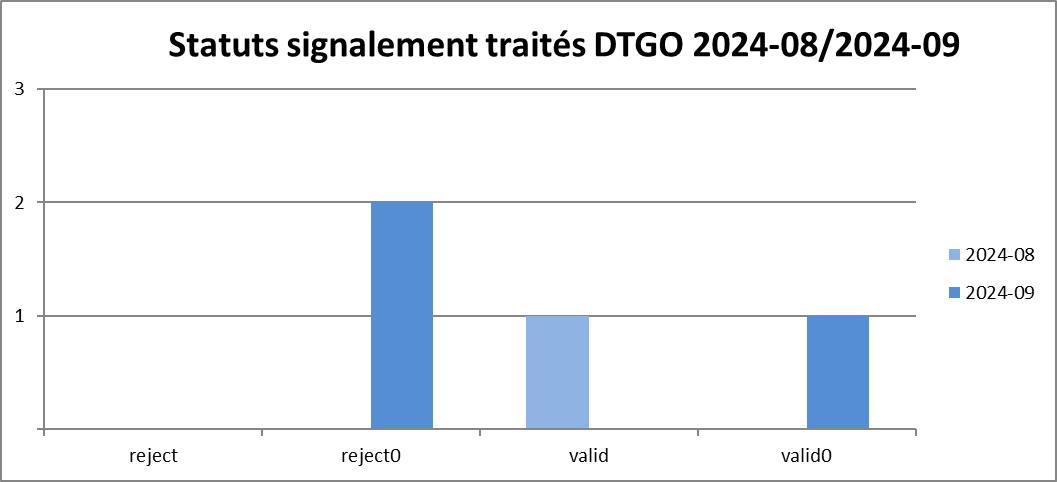 Statuts signalement traités DTGO 2024-08/2024-09
3
2
1
2024-08
2024-09
reject
reject0
valid
valid0